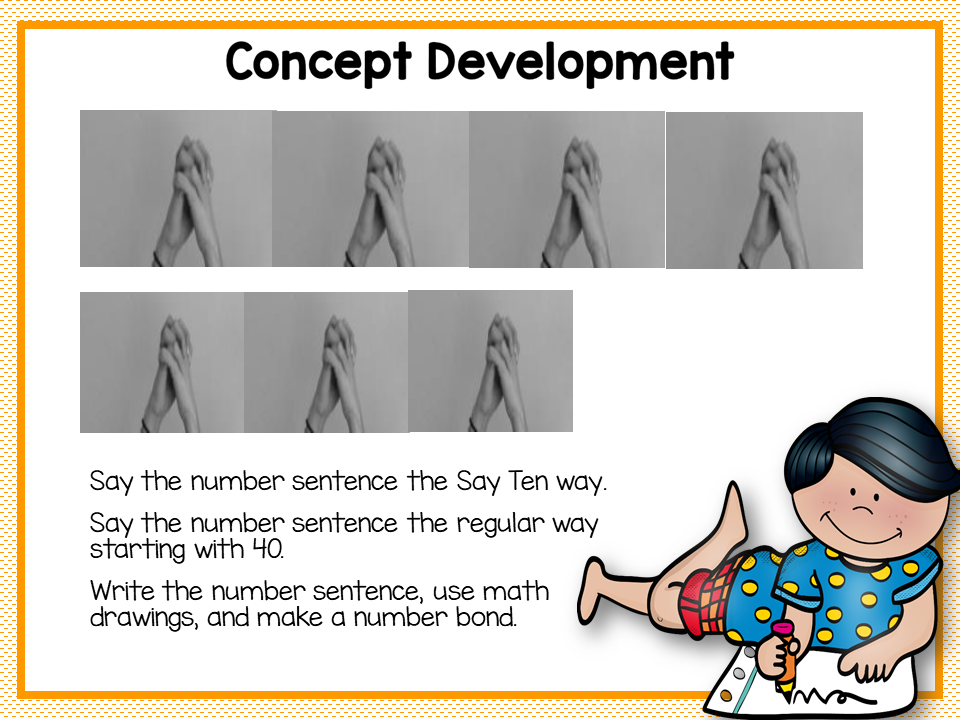 Concept Development
Say the number sentence the Say Ten way.
Say the number sentence the regular way
starting with 40.
Write the number sentence, use math
drawings, and make a number bond.